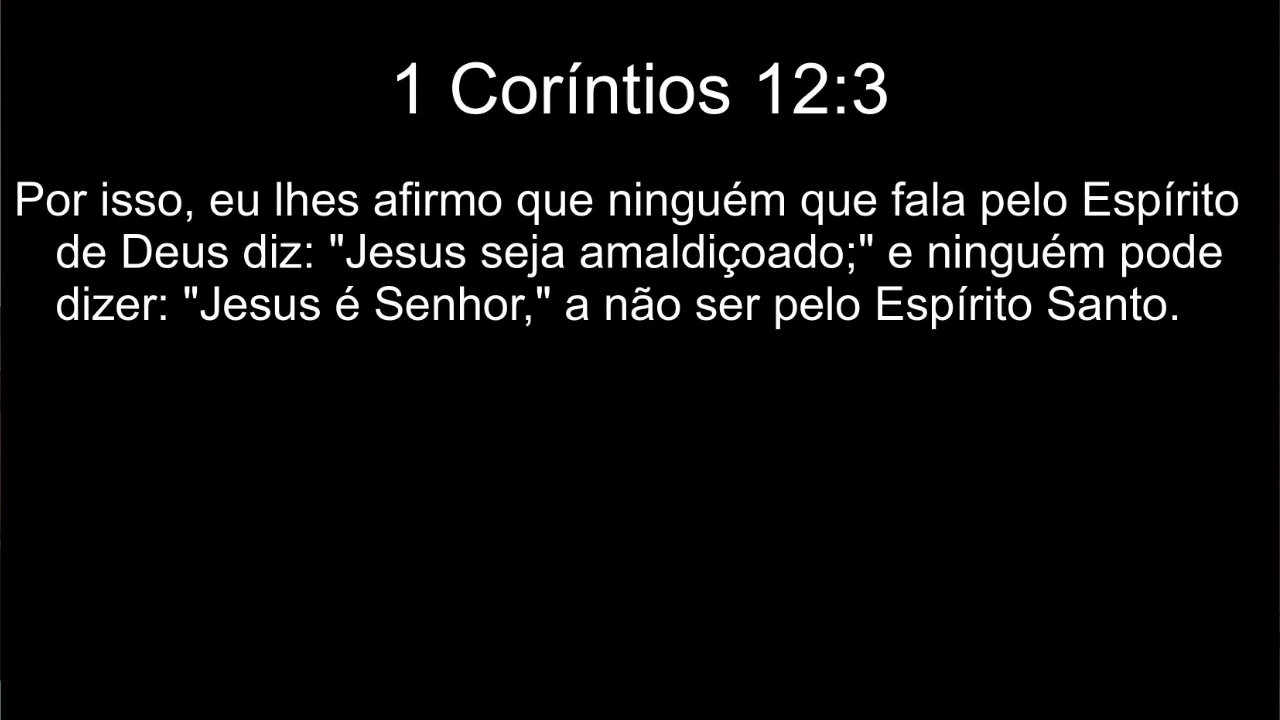 1 Coríntios 12:3
Por isso, eu lhes afirmo que ninguém que fala pelo Espírito
de Deus diz: "Jesus seja amaldiçoado;" e ninguém pode
dizer: "Jesus é Senhor," a não ser pelo Espírito Santo.